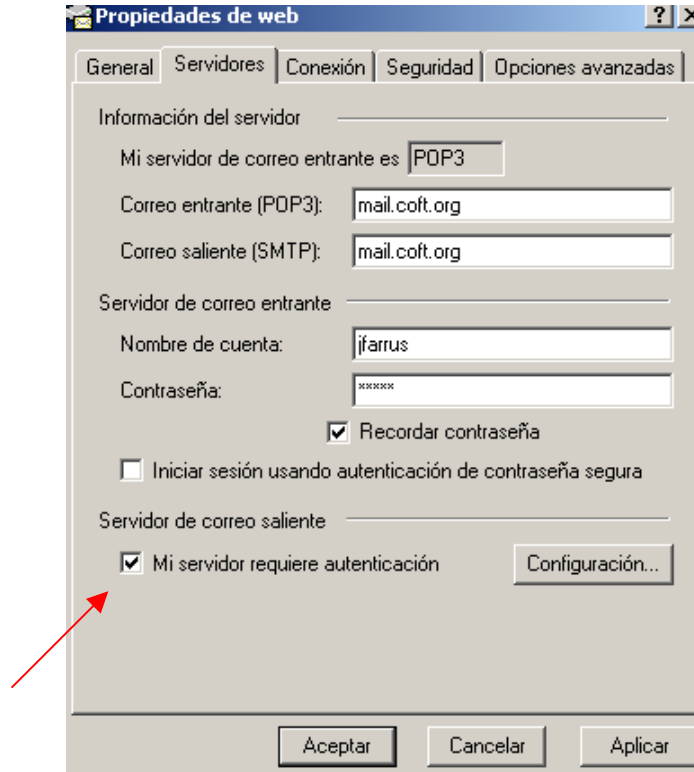 Propiedades de web
General Servidores Conexión Seguridad Opciones avanzadas
Información del servidor
Mi servidor de correo entrante es POP3
Correo entrante (POP3): mail.coft.org
Correo saliente (SMTP): mail.coft.org
Servidor de correo entrante
Nombre de cuenta: jfarrus
Contraseña: *****
Recordar contraseña
Iniciar sesión usando autenticación de contraseña segura
Servidor de correo saliente
Mi servidor requiere autenticación Configuración...
Aceptar Cancelar Aplicar